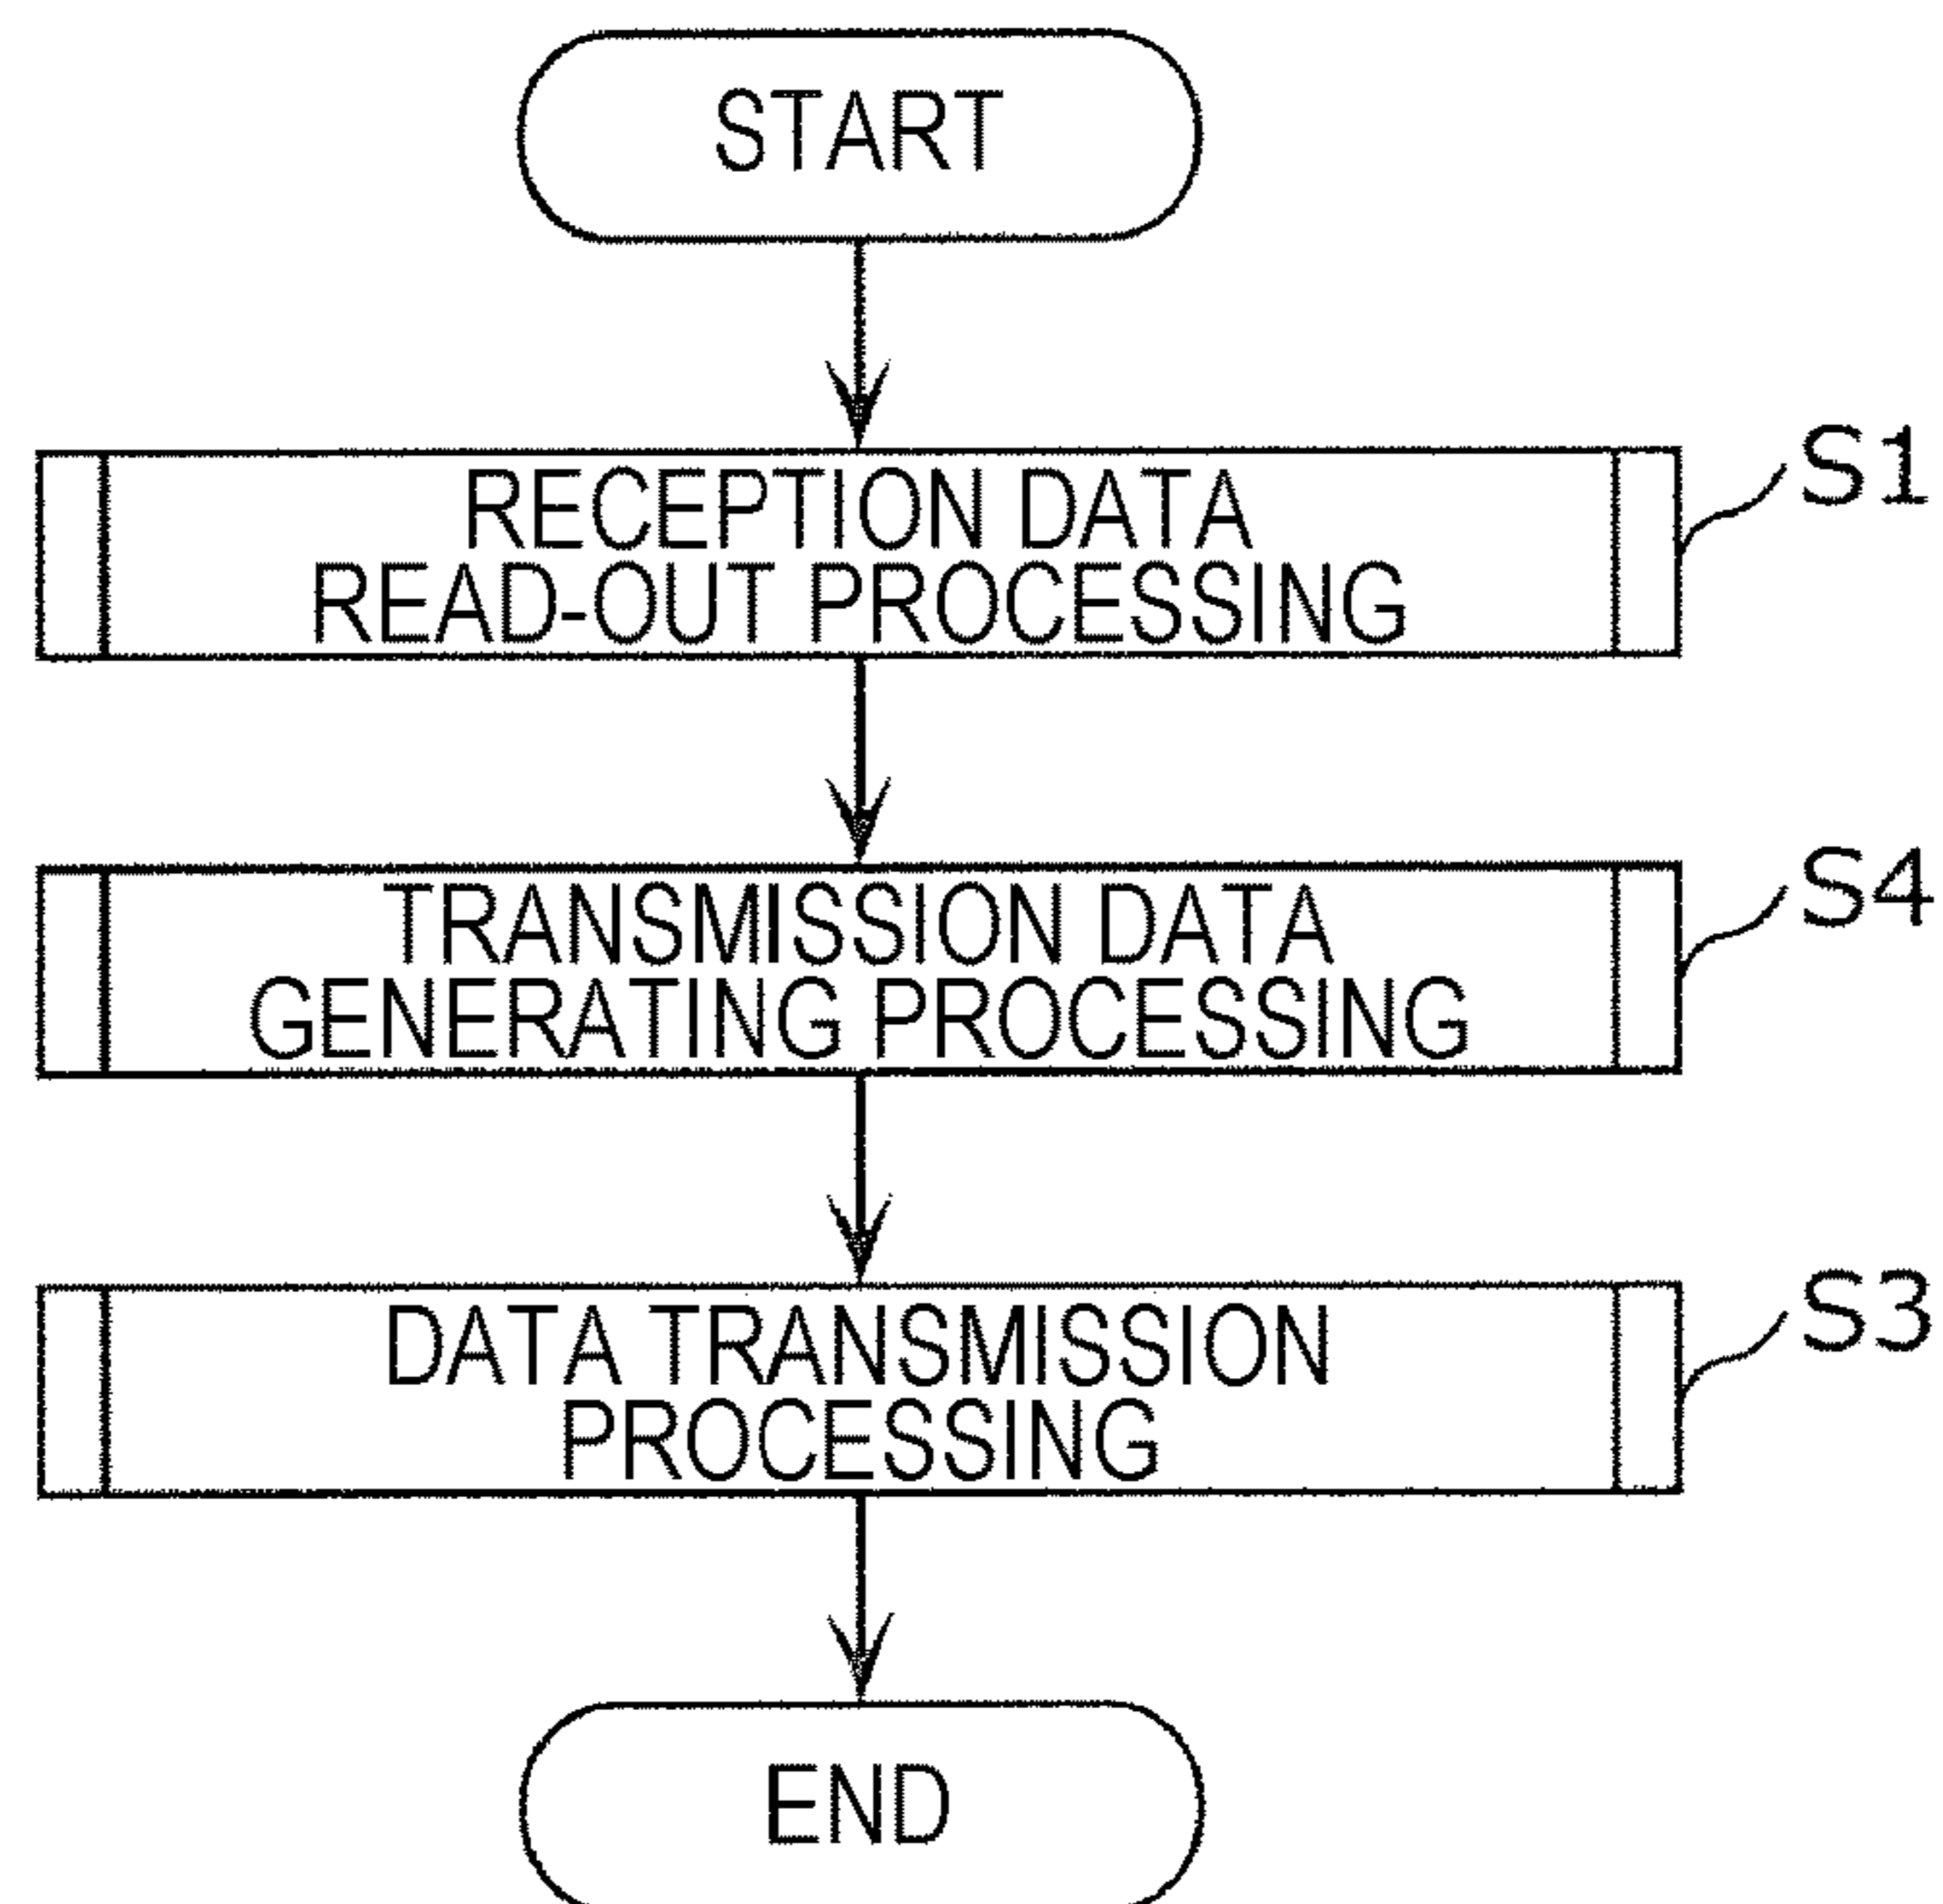 START
RECEPTION DATA
READ-OUT PROCESSING
S1
TRANSMISSION DATA
GENERATING PROCESSING
S4
DATA TRANSMISSION
PROCESSING
S3
END